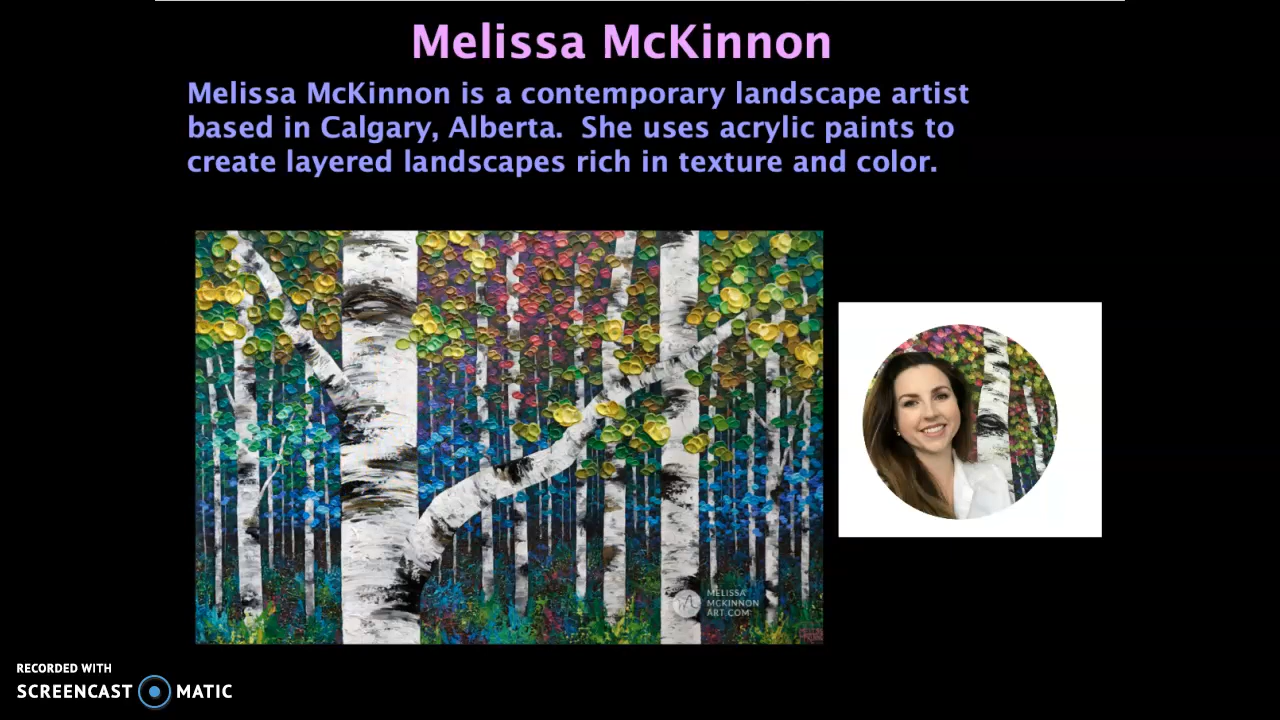 Melissa McKinnon
Melissa McKinnon is a contemporary landscape artist
based in Calgary, Alberta.  She uses acrylic paints to
create layered landscapes rich in texture and color.
MELISSA
MCKINNON
ART.COM
RECORDED WITH
SCREENCAST MATIC